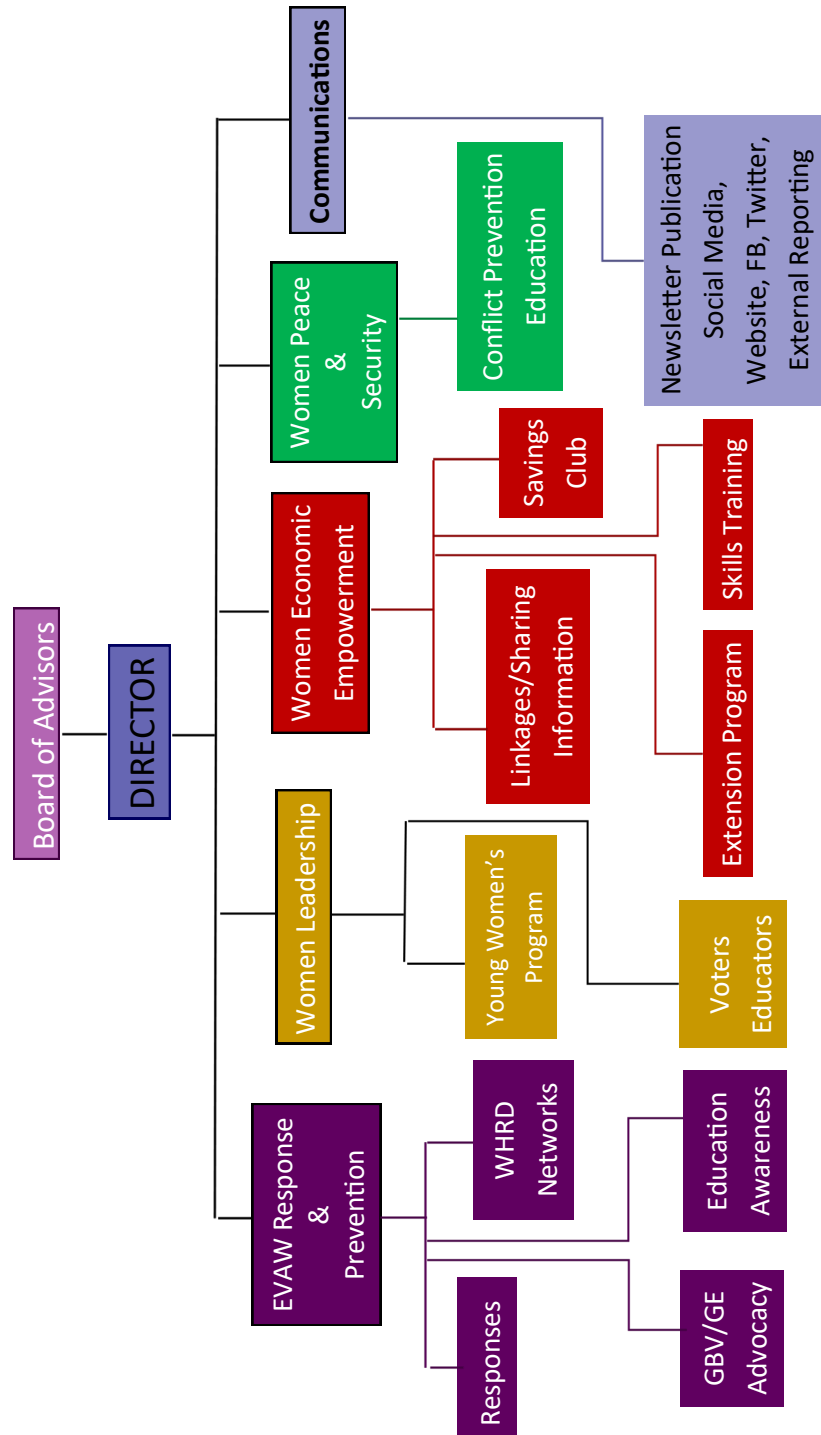 Board of Advisors
DIRECTOR
EVAW Response
&
Prevention
Women Leadership
Women Economic
Empowerment
Women Peace
&
Security
Communications
Responses
WHRD
Networks
GBV/GE
Advocacy
Education
Awareness
Young Women’s
Program
Voters
Educators
Linkages/Sharing
Information
Savings
Club
Extension Program
Skills Training
Conflict Prevention
Education
Newsletter Publication
Social Media,
Website, FB, Twitter,
External Reporting